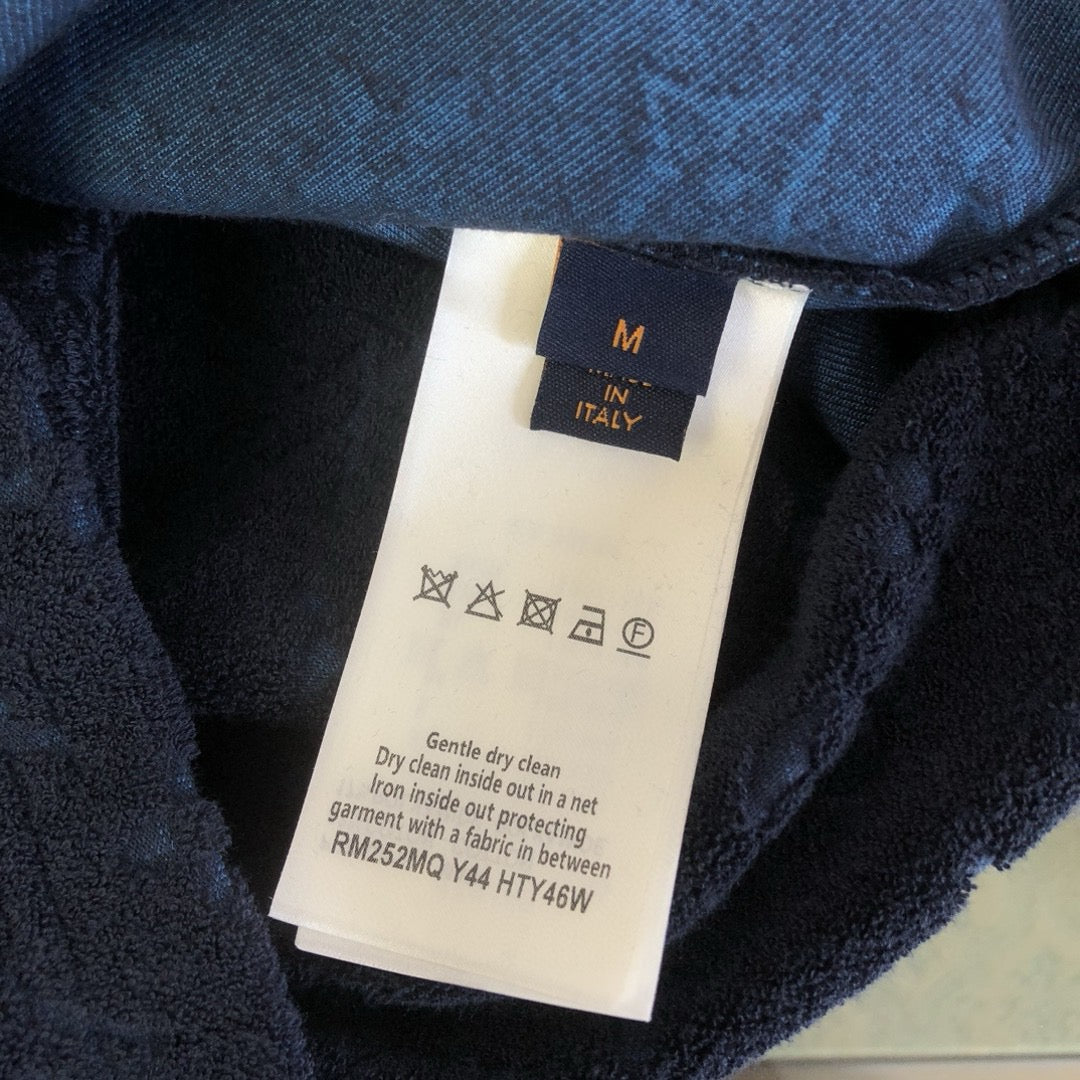 M
IN
ITALY
F
Gentle dry clean
Dry clean inside out in a net
Iron inside out protecting
garment with a fabric in between
RM252MQ Y44 HTY46W